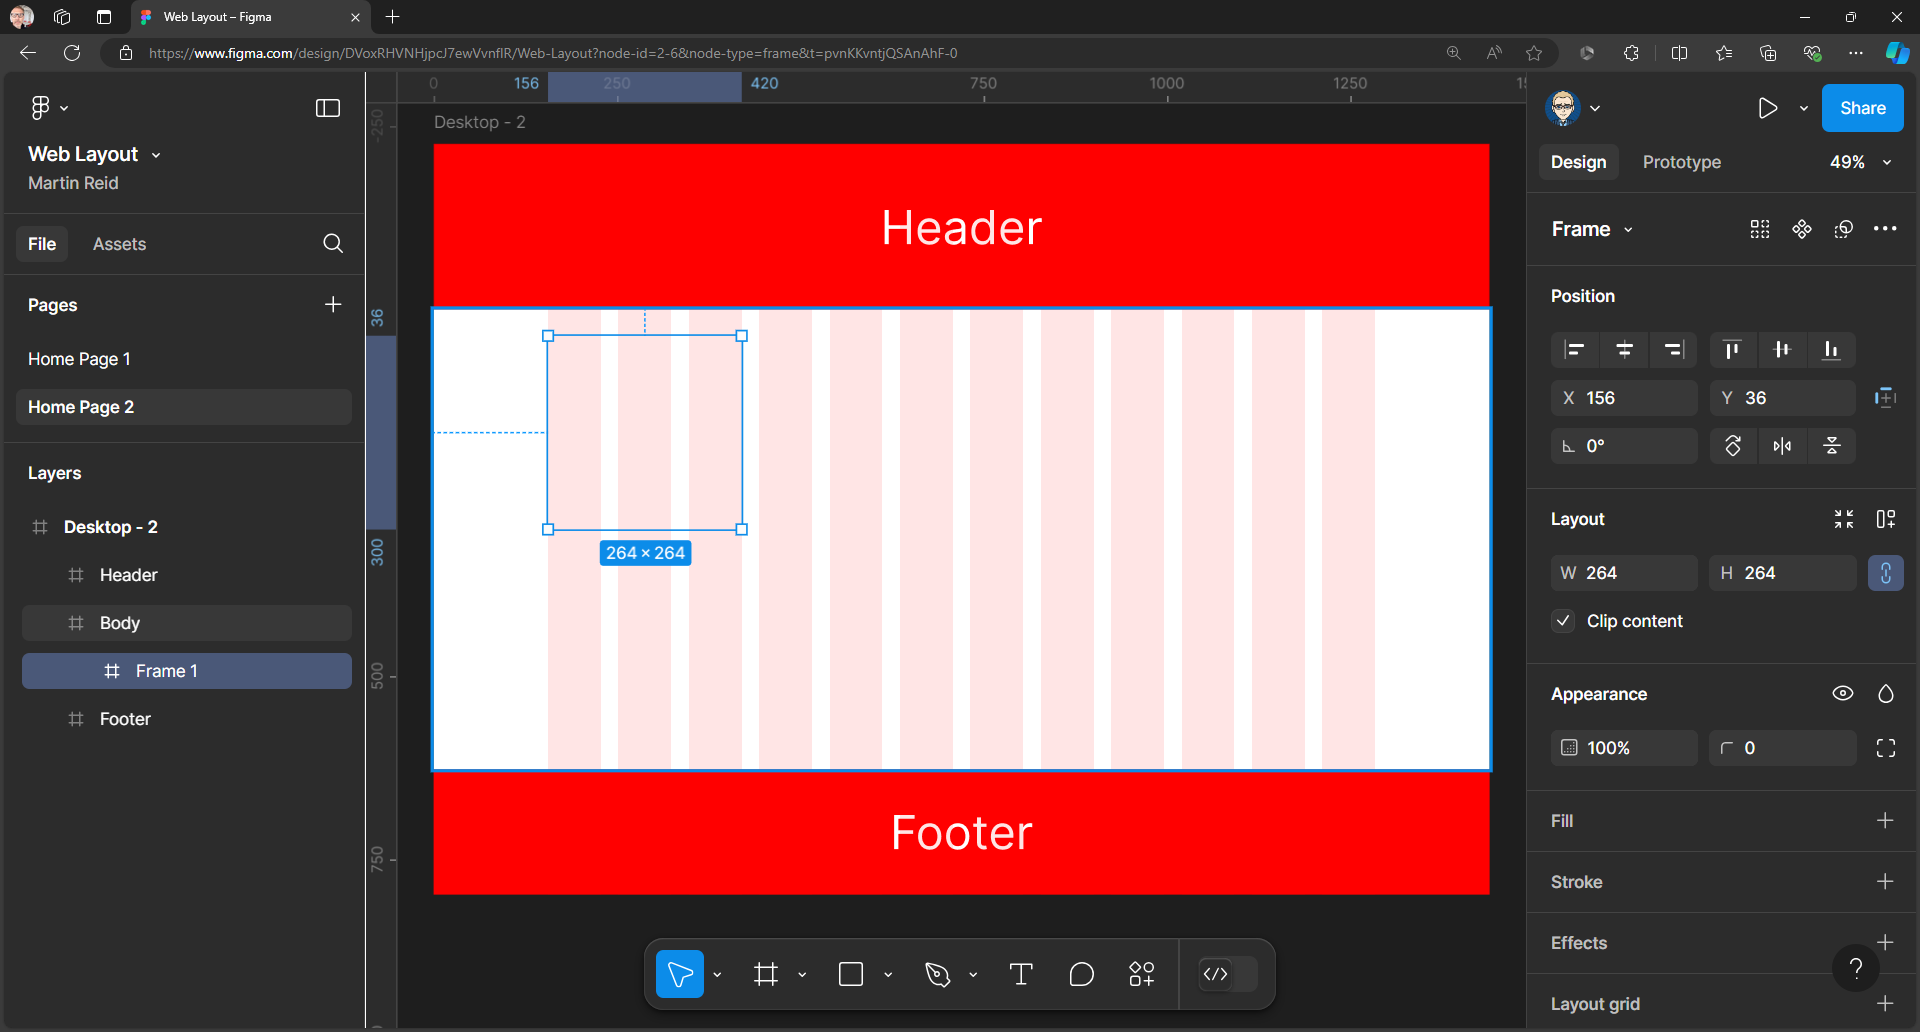 Web Layout – Figma
https://www.figma.com/design/DVoxRHVNHjpcJ7ewVvnflR/Web-Layout?node-id=2-6&node-type=frame&t=pvnKKvntjQSAnAhF-0
0
156
250
420
750
1000
1250
Web Layout
Martin Reid
File
Assets
Pages
Home Page 1
Home Page 2
Layers
Desktop - 2
Header
Body
Frame 1
Footer
-250
36
300
500
750
Desktop - 2
Header
264 × 264
Footer
Share
Design
Prototype
49%
Frame
Position
X 156
Y 36
0°
Layout
W 264
H 264
Clip content
Appearance
100%
0
Fill
Stroke
Effects
?
Layout grid